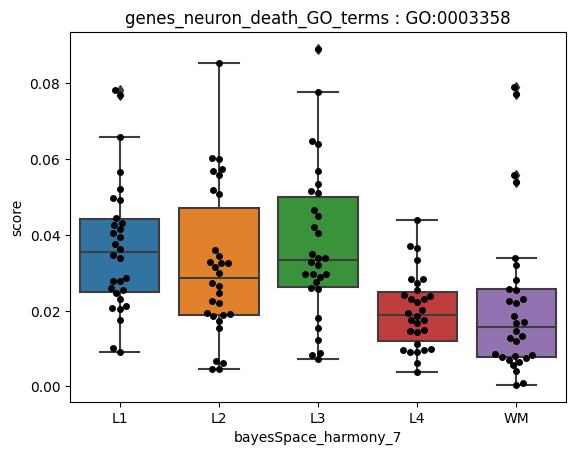 genes_neuron_death_GO_terms : GO:0003358
score
0.08
0.06
0.04
0.02
0.00
L1 L2 L3 L4 WM
bayesSpace_harmony_7